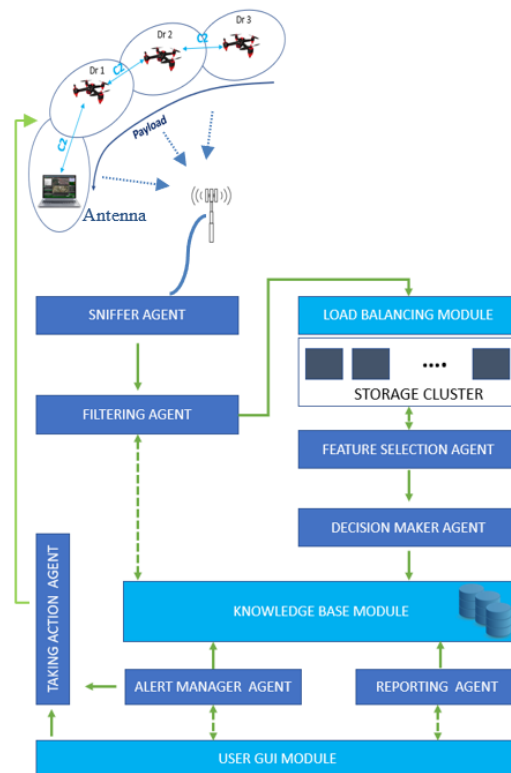 Dr 3
Dr 2
C2
Dr 1
C2
C2
Payload
Antenna
SNIFFER AGENT
LOAD BALANCING MODULE
....
STORAGE CLUSTER
FILTERING AGENT
FEATURE SELECTION AGENT
DECISION MAKER AGENT
TAKING ACTION AGENT
KNOWLEDGE BASE MODULE
ALERT MANAGER AGENT
REPORTING AGENT
USER GUI MODULE